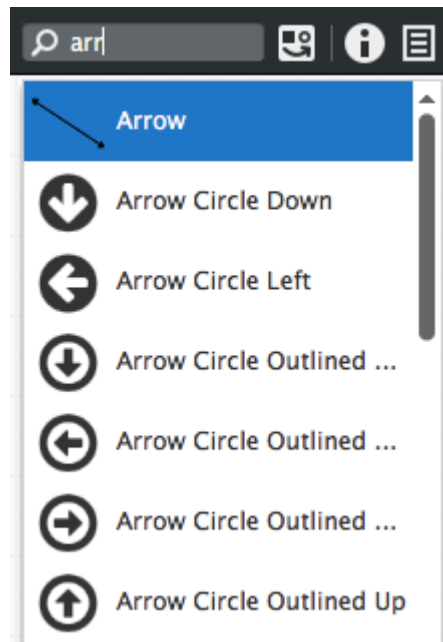 arr
Arrow
Arrow Circle Down
Arrow Circle Left
Arrow Circle Outlined ...
Arrow Circle Outlined ...
Arrow Circle Outlined ...
Arrow Circle Outlined Up